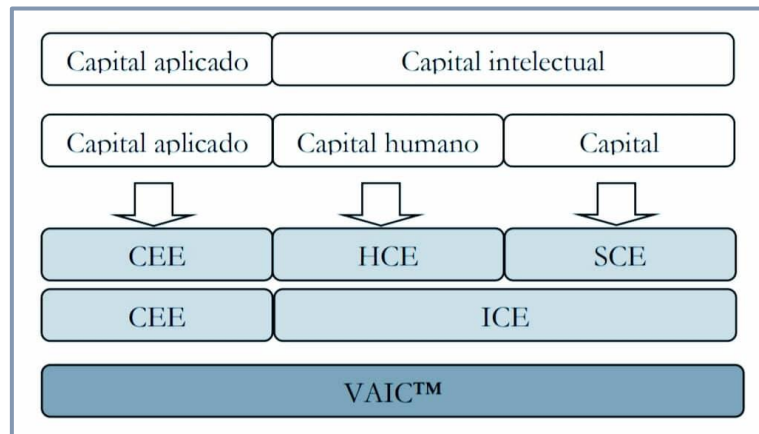 Capital aplicado Capital intelectual
Capital aplicado Capital humano Capital
CEE HCE SCE
CEE ICE
VAIC™